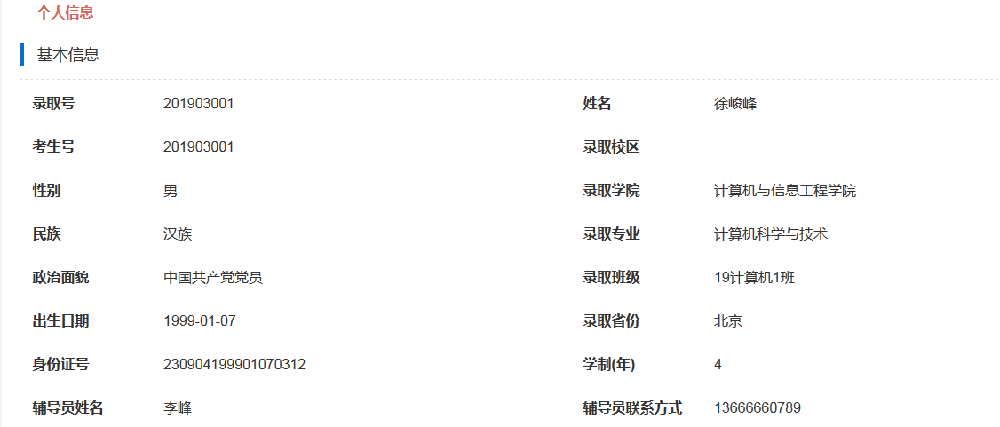 个人信息
基本信息
录取号 201903001 姓名 徐峻峰
考生号 201903001 录取校区
性别 男 录取学院 计算机与信息工程学院
民族 汉族 录取专业 计算机科学与技术
政治面貌 中国共产党党员 录取班级 19计算机1班
出生日期 1999-01-07 录取省份 北京
身份证号 230904199901070312 学制(年) 4
辅导员姓名 李峰 辅导员联系方式 13666660789